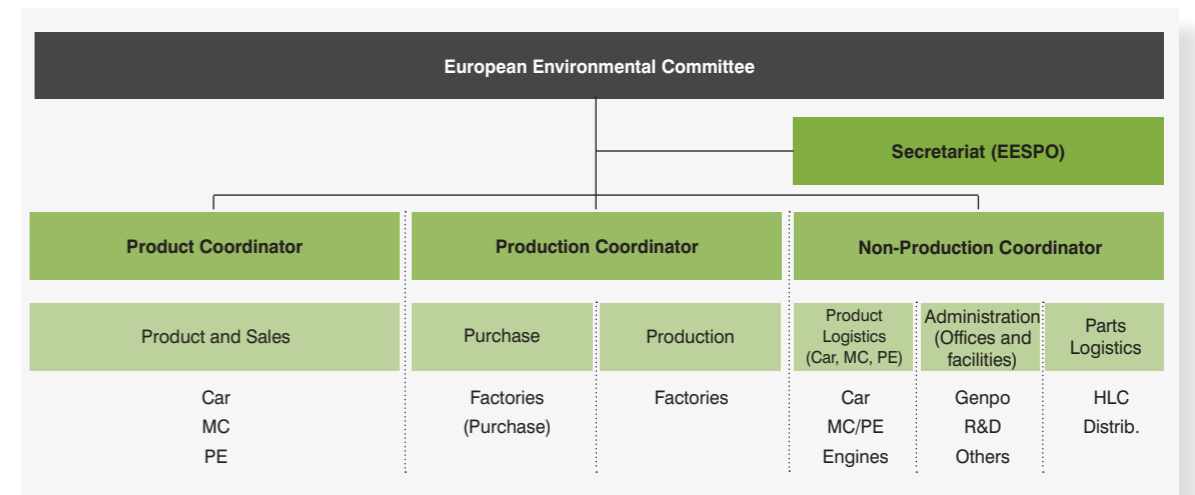 European Environmental Committee
Secretariat (EESPO)
Product Coordinator
Production Coordinator
Non-Production Coordinator
Product and Sales
Purchase
Production
Product
Logistics
(Car, MC, PE)
Administration
(Offices and
facilities)
Parts
Logistics
Car
MC
PE
Factories
(Purchase)
Factories
Car
MC/PE
Engines
Genpo
R&D
Others
HLC
Distrib.